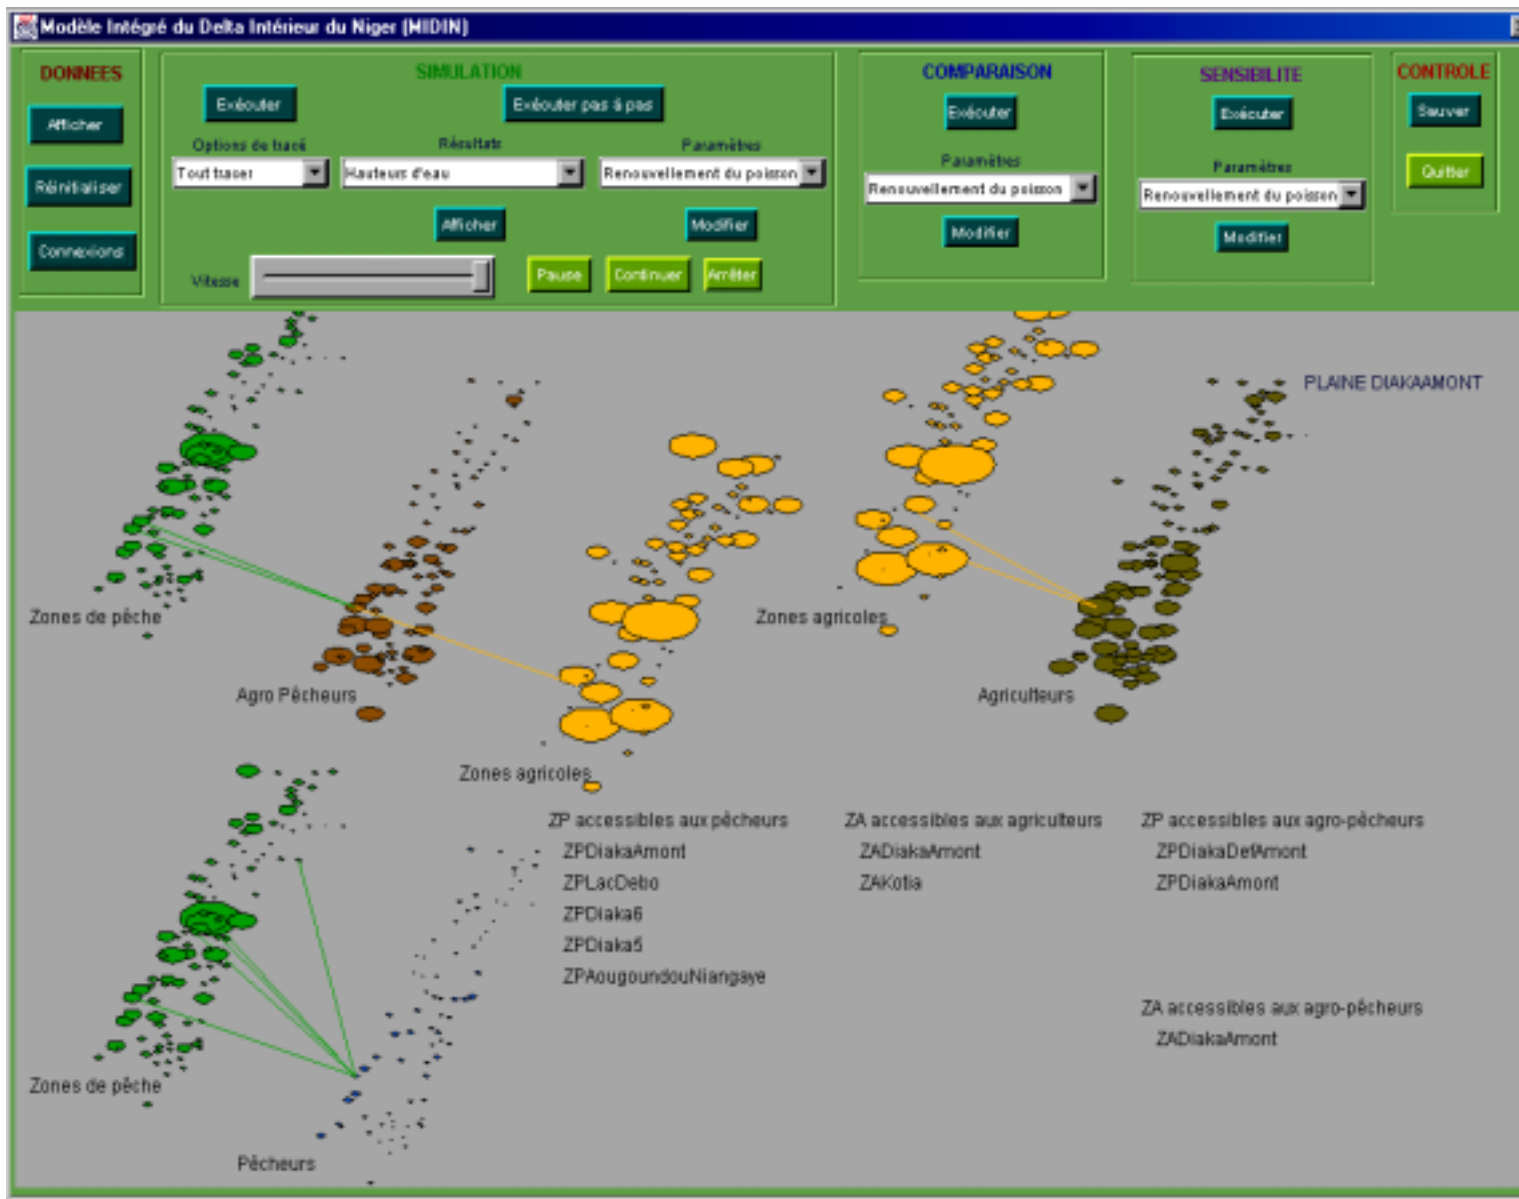 Modèle Intégré du Delta Intérieur du Niger (MIDIN)
DONNEES
Afficher
Réinitialiser
Connexions
SIMULATION
Exécuter
Exécuter pas à pas
Options de tracé
Résultats
Paramètres
Tout tracer
Hauteurs d'eau
Renouvellement du poisson
Afficher
Modifier
Vitesse
Pause
Continuer
Arrêter
COMPARAISON
Exécuter
Paramètres
Renouvellement du poisson
Modifier
SENSIBILITE
Exécuter
Paramètres
Renouvellement du poisson
Modifier
CONTROLE
Sauver
Quitter
PLAINE DIAKAAMONT
Zones de pêche
Agro Pêcheurs
Zones agricoles
Zones agricoles
Agriculteurs
Zones de pêche
Pêcheurs
ZP accessibles aux pêcheurs
ZPDiakaAmont
ZPLacDebo
ZPDiaka6
ZPDiaka5
ZPAougoundouNiangaye
ZA accessibles aux agriculteurs
ZADiakaAmont
ZAKotia
ZP accessibles aux agro-pêcheurs
ZPDiakaDefAmont
ZPDiakaAmont
ZA accessibles aux agro-pêcheurs
ZADiakaAmont